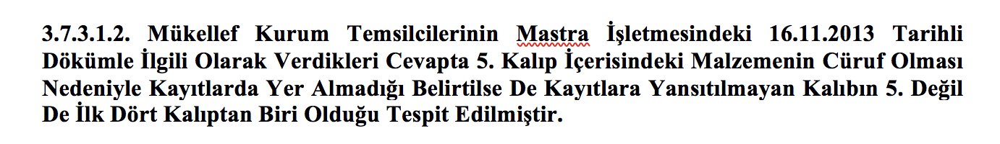 3.7.3.1.2. Mükellef Kurum Temsilcilerinin Mastra İşletmesindeki 16.11.2013 Tarihli
Dökümle İlgili Olarak Verdikleri Cevapta 5. Kalıp İçerisindeki Malzemenin Cüruf Olması
Nedeniyle Kayıtlarda Yer Almadığı Belirtilse De Kayıtlara Yansıtılmayan Kalıbın 5. Değil
De İlk Dört Kalıptan Biri Olduğu Tespit Edilmiştir.